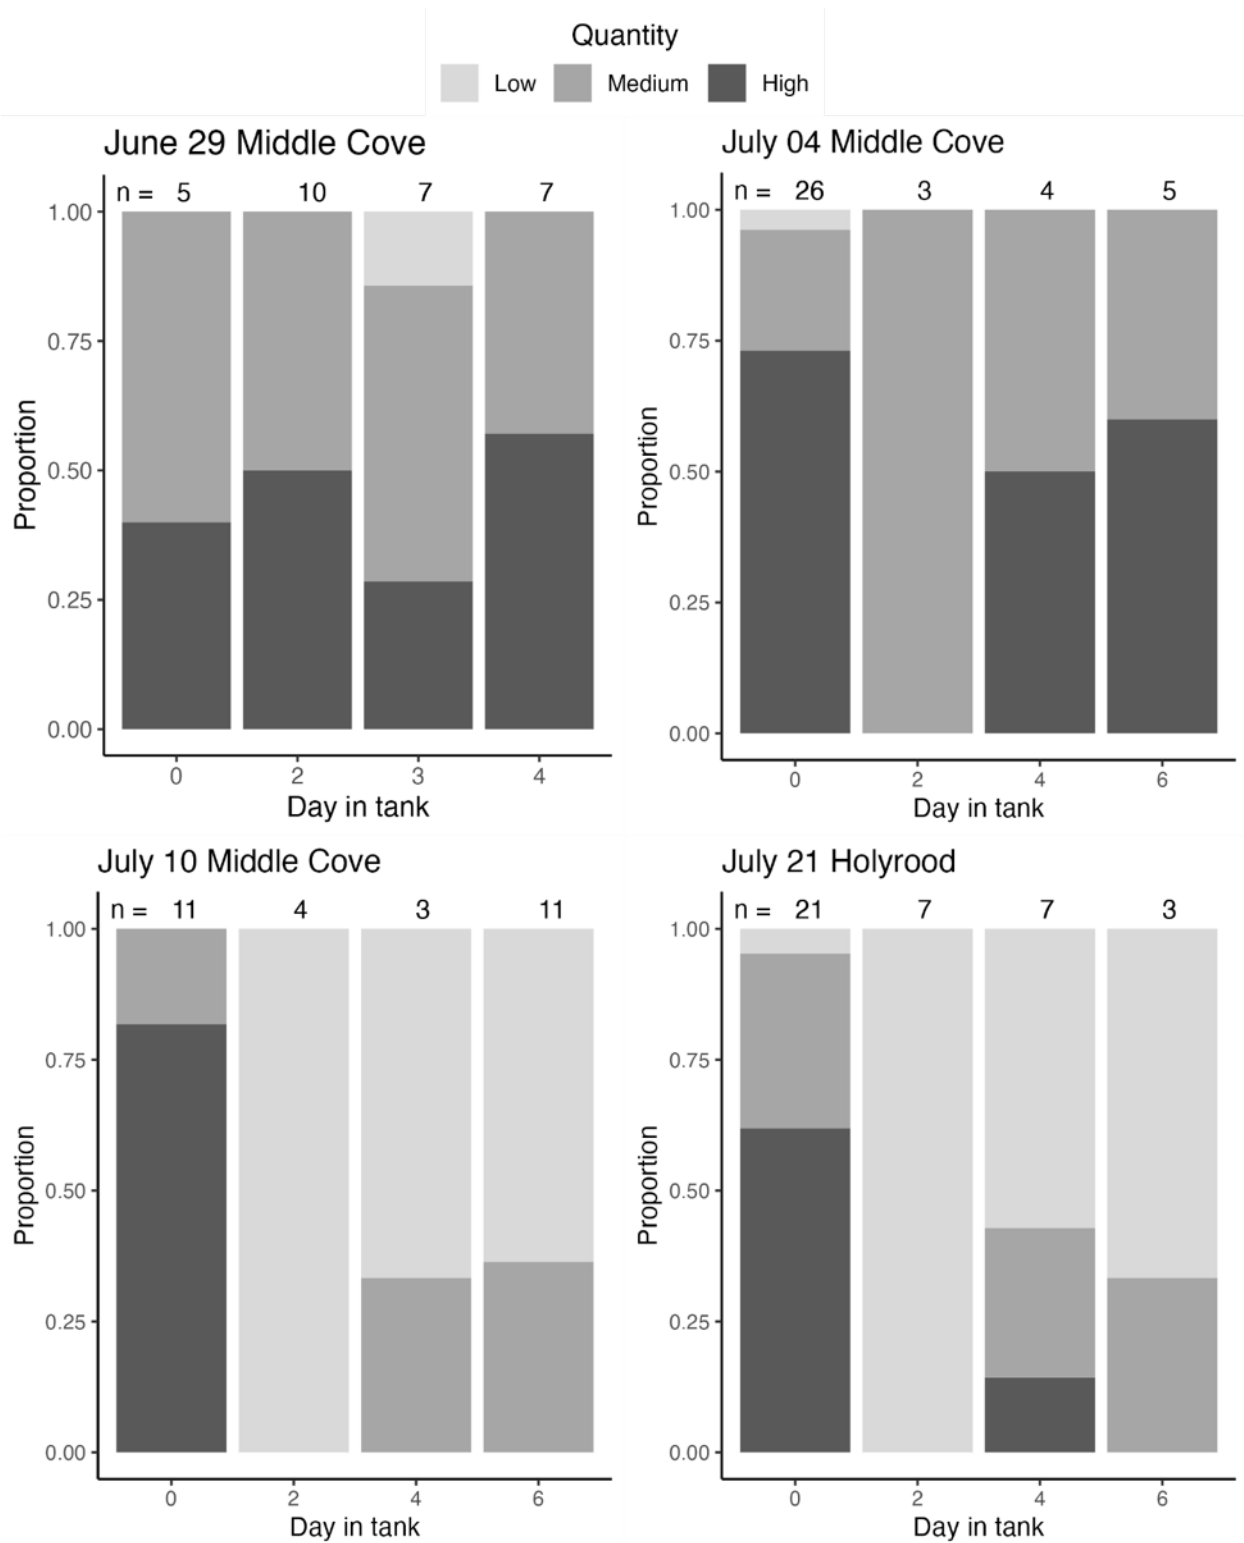 Quantity
Low Medium High
June 29 Middle Cove
n = 5 10 7 7
1.00
0.75
0.50
0.25
0.00
Proportion
0 2 3 4
Day in tank
July 04 Middle Cove
n = 26 3 4 5
1.00
0.75
0.50
0.25
0.00
Proportion
0 2 4 6
Day in tank
July 10 Middle Cove
n = 11 4 3 11
1.00
0.75
0.50
0.25
0.00
Proportion
0 2 4 6
Day in tank
July 21 Holyrood
n = 21 7 7 3
1.00
0.75
0.50
0.25
0.00
Proportion
0 2 4 6
Day in tank